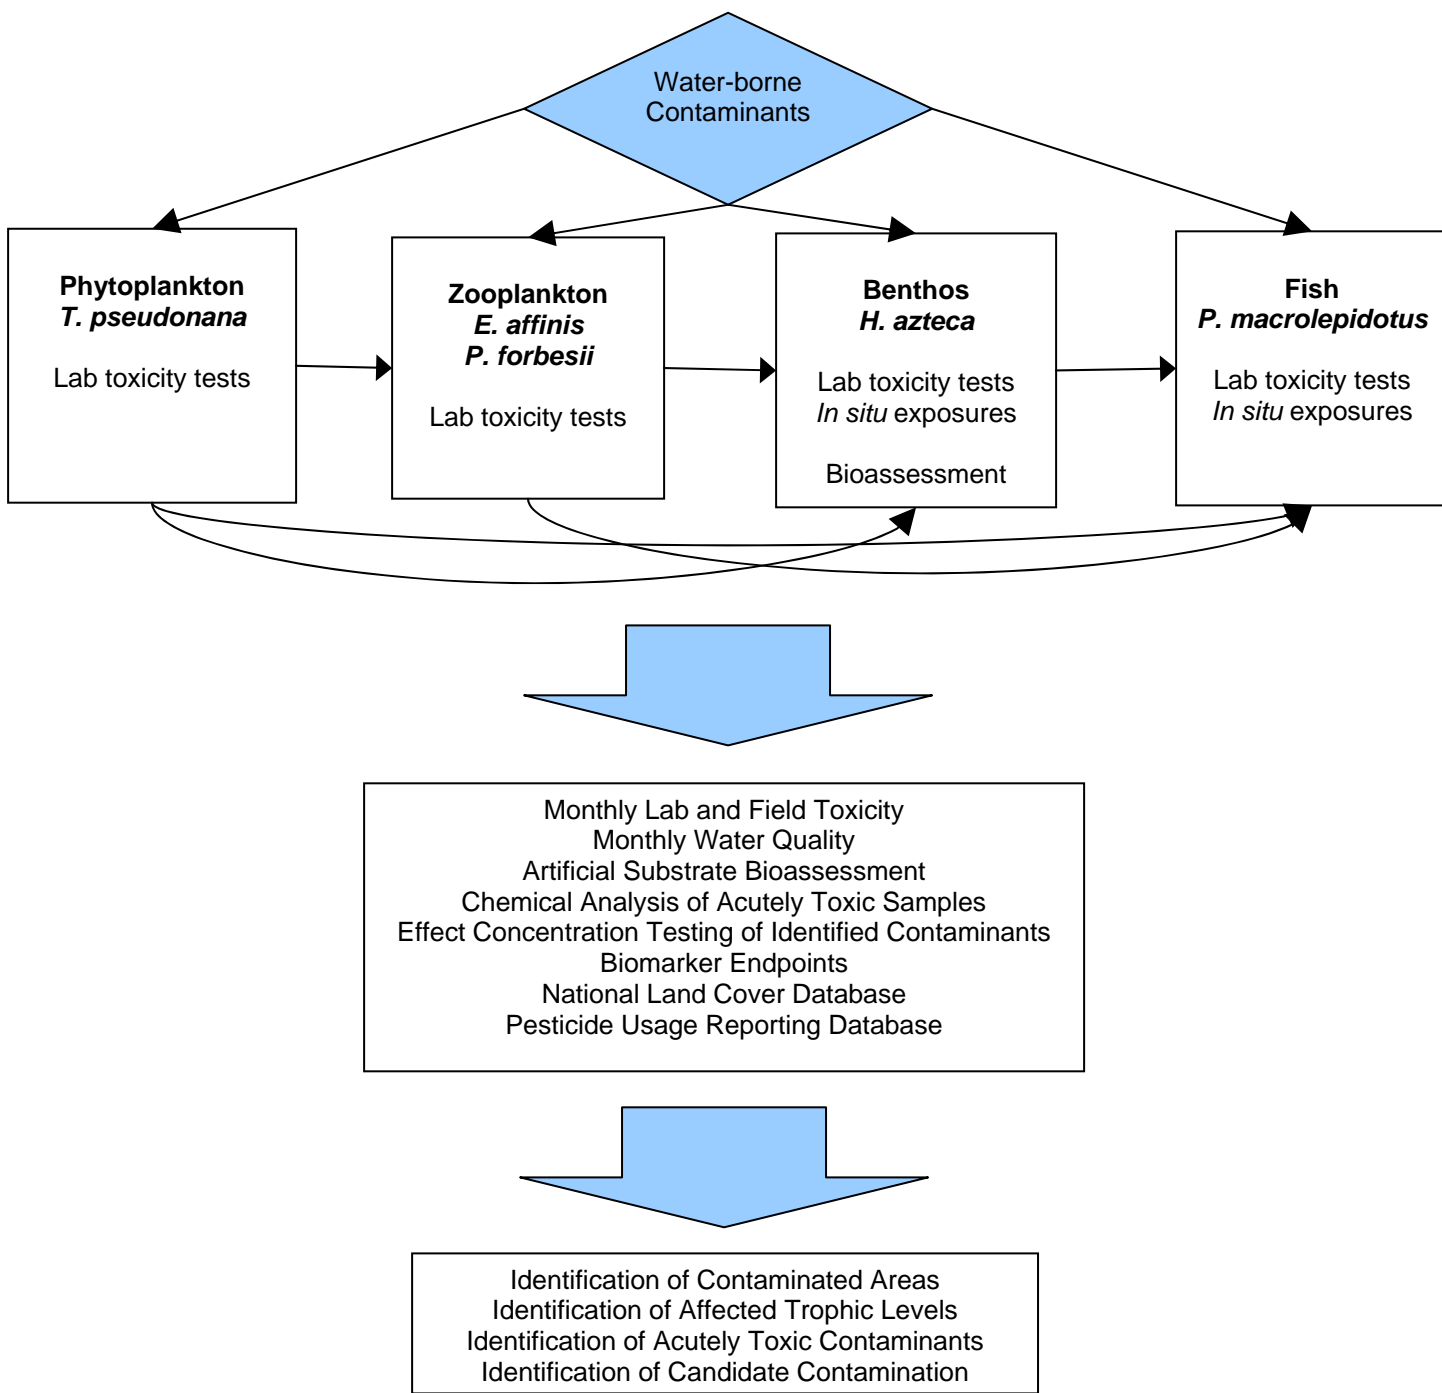 Water-borne
Contaminants
Phytoplankton
T. pseudonana
Lab toxicity tests
Zooplankton
E. affinis
P. forbesii
Lab toxicity tests
Benthos
H. azteca
Lab toxicity tests
In situ exposures
Bioassessment
Fish
P. macrolepidotus
Lab toxicity tests
In situ exposures
Monthly Lab and Field Toxicity
Monthly Water Quality
Artificial Substrate Bioassessment
Chemical Analysis of Acutely Toxic Samples
Effect Concentration Testing of Identified Contaminants
Biomarker Endpoints
National Land Cover Database
Pesticide Usage Reporting Database
Identification of Contaminated Areas
Identification of Affected Trophic Levels
Identification of Acutely Toxic Contaminants
Identification of Candidate Contamination